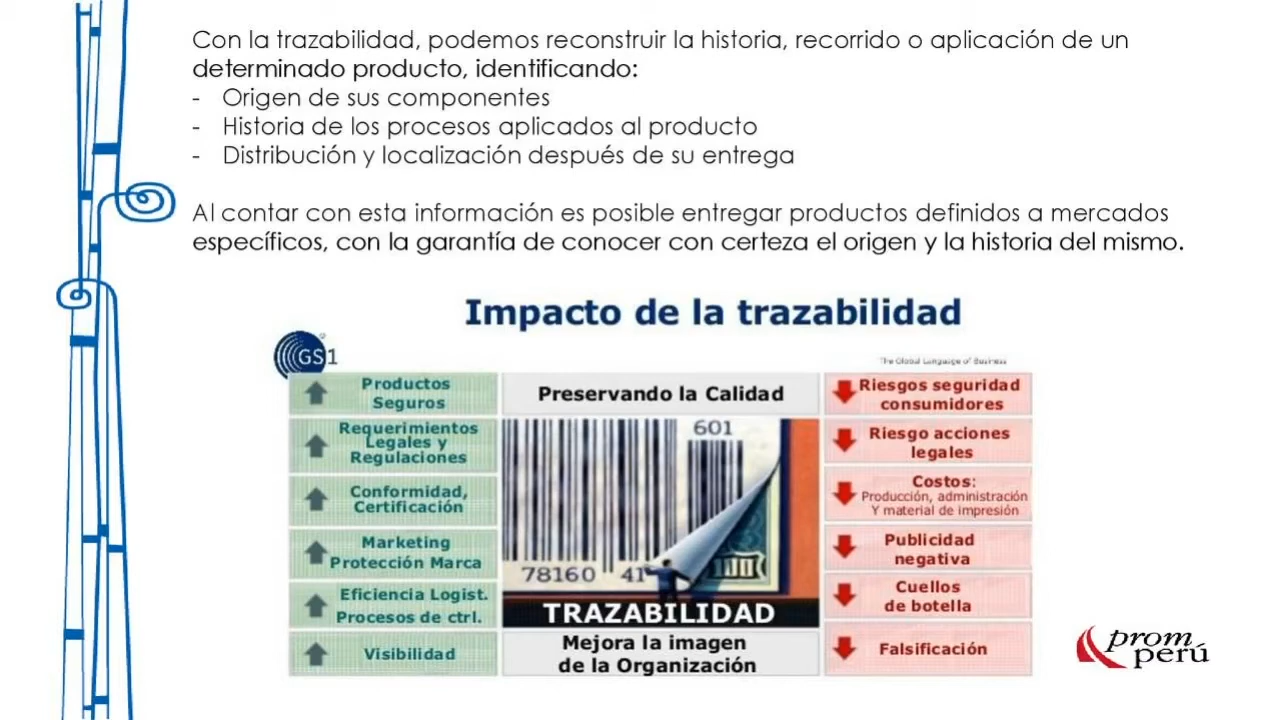 Con la trazabilidad, podemos reconstruir la historia, recorrido o aplicación de un
determinado producto, identificando:
- Origen de sus componentes
- Historia de los procesos aplicados al producto
- Distribución y localización después de su entrega
Al contar con esta información es posible entregar productos definidos a mercados
específicos, con la garantía de conocer con certeza el origen y la historia del mismo.
Impacto de la trazabilidad
GS1
The Global Language of Business
Productos
Seguros
Requerimientos
Legales y
Regulaciones
Conformidad,
Certificación
Marketing
Protección Marca
Eficiencia Logist.
Procesos de ctrl.
Visibilidad
Preservando la Calidad
601
78160 41
100
TRAZABILIDAD
Mejora la imagen
de la Organización
Riesgos seguridad
consumidores
Riesgo acciones
legales
Costos:
Producción, administración
Y material de impresión
Publicidad
negativa
Cuellos
de botella
Falsificación
prom
perú